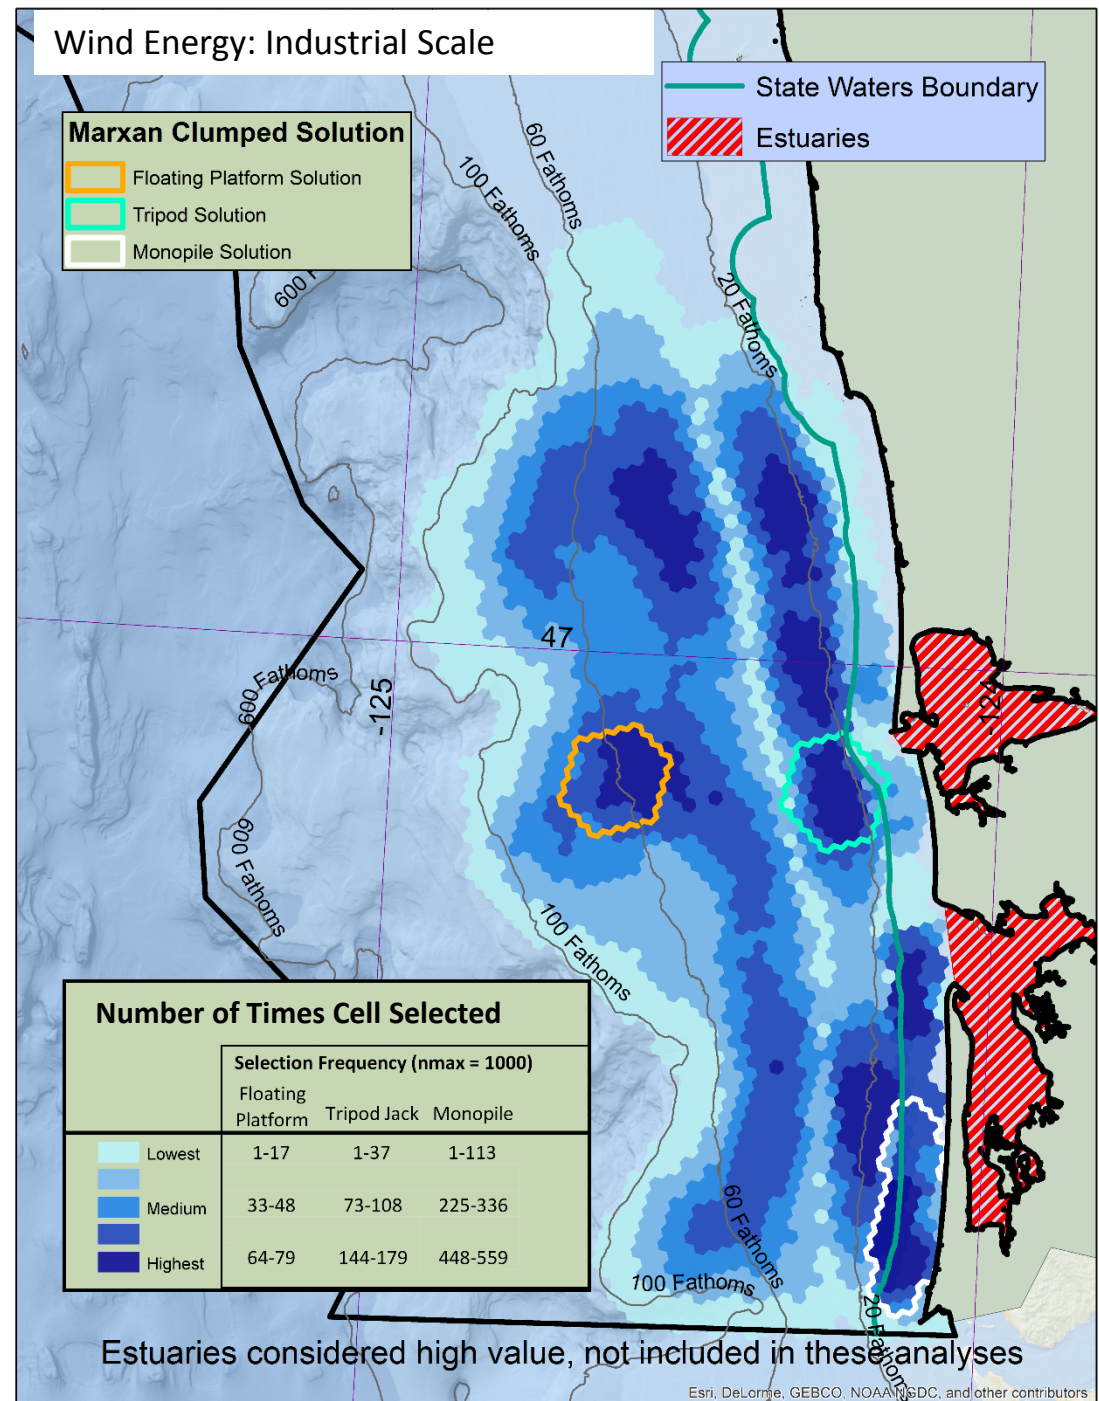 Wind Energy: Industrial Scale
State Waters Boundary
Estuaries
Marxan Clumped Solution
Floating Platform Solution
Tripod Solution
Monopile Solution
60 Fathoms
100 Fathoms
600 F
20 Fathoms
47
-125
-124
600 Fathoms
600 Fathoms
100 Fathoms
Number of Times Cell Selected
Selection Frequency (nmax = 1000)
Floating
Platform Tripod Jack Monopile
Lowest 1-17 1-37 1-113
Medium 33-48 73-108 225-336
Highest 64-79 144-179 448-559
60 Fathoms
100 Fathoms
20 Fathoms
Estuaries considered high value, not included in these analyses
Esri, DeLorme, GEBCO, NOAA NGDC, and other contributors